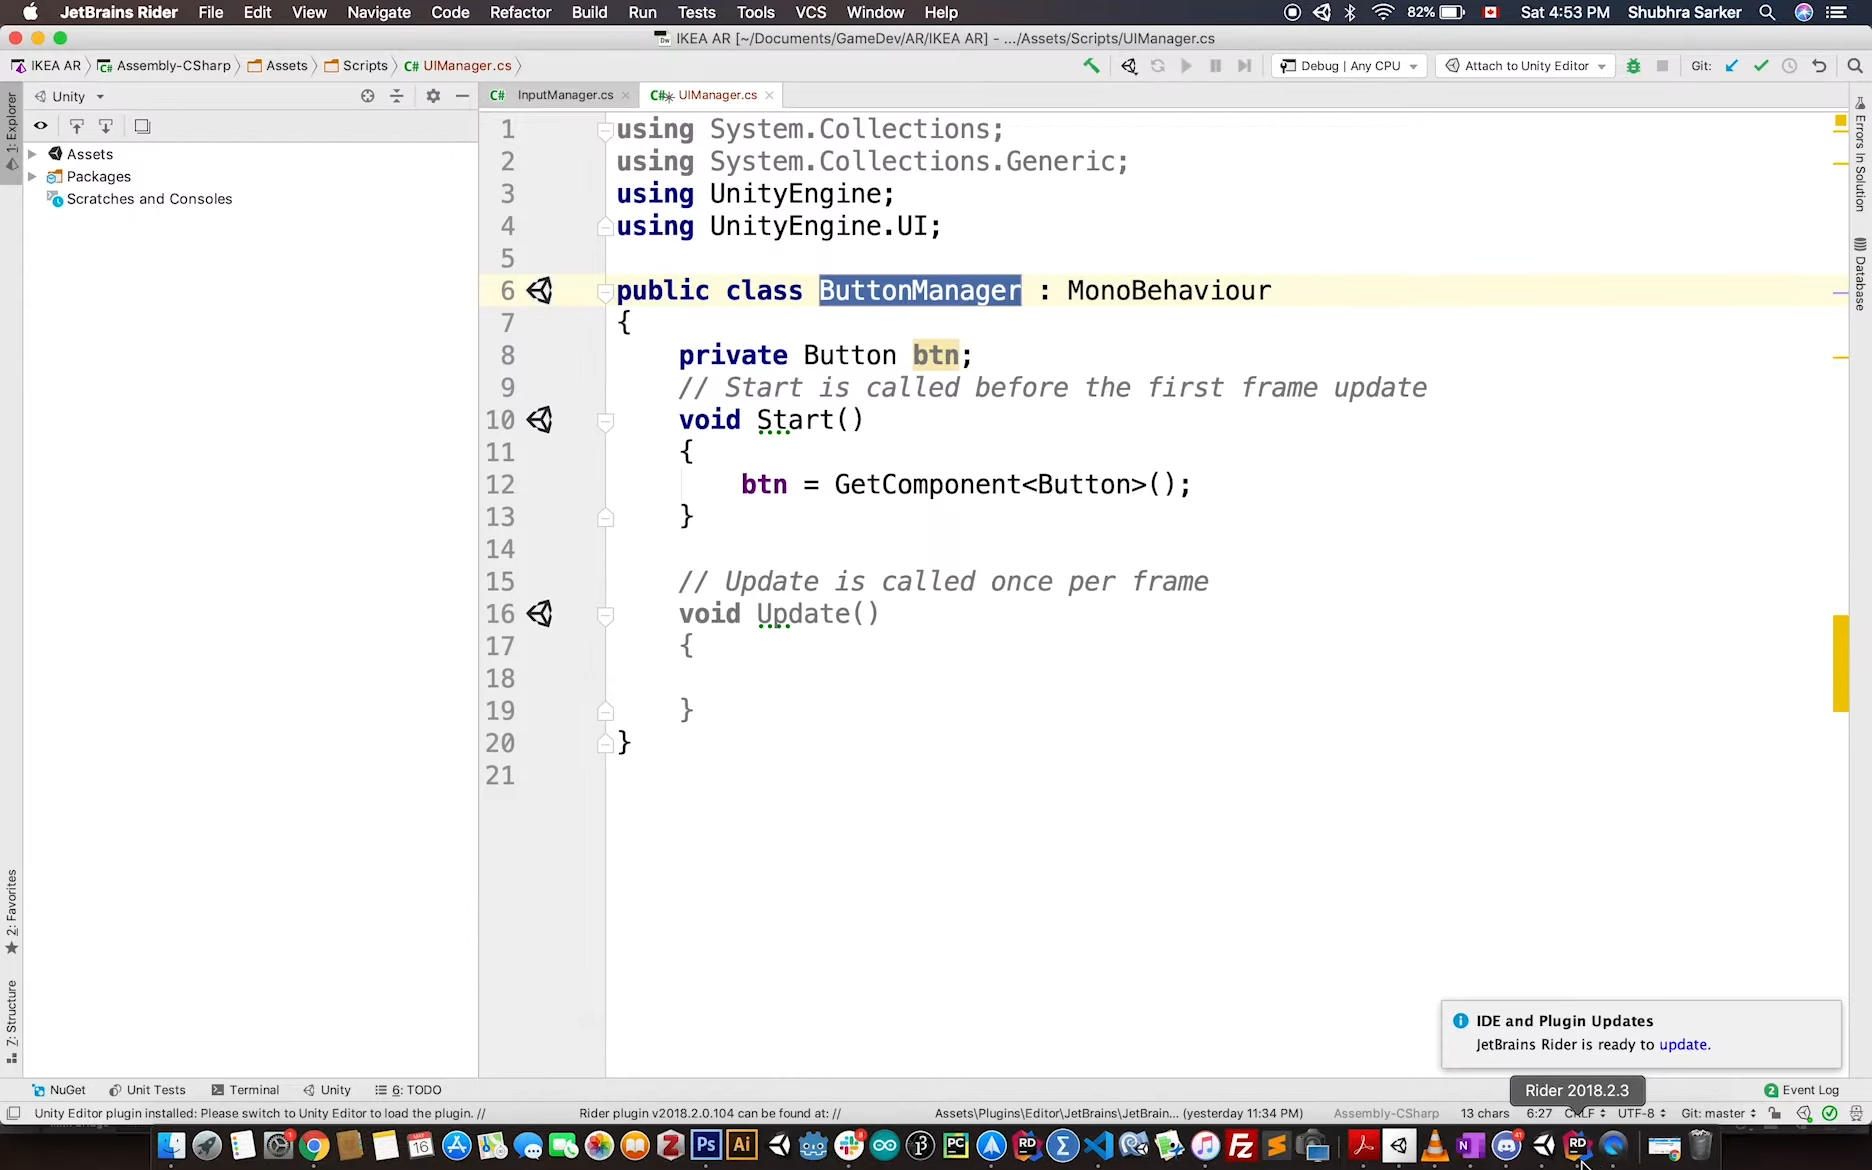 JetBrains Rider File Edit View Navigate Code Refactor Build Run Tests Tools VCS Window Help 82% Sat 4:53 PM Shubhra Sarker
IKEA AR [~/Documents/GameDev/AR/IKEA AR] - .../Assets/Scripts/UIManager.cs
IKEA AR Assembly-CSharp Assets Scripts C# UIManager.cs Debug | Any CPU Attach to Unity Editor Git:
Unity C# InputManager.cs C# UIManager.cs
1: Explorer
Assets
Packages
Scratches and Consoles
2: Favorites
Z: Structure
1 using System.Collections;
2 using System.Collections.Generic;
3 using UnityEngine;
4 using UnityEngine.UI;
5
6 public class ButtonManager : MonoBehaviour
7 {
8 private Button btn;
9 // Start is called before the first frame update
10 void Start()
11 {
12 btn = GetComponent<Button>();
13 }
14
15 // Update is called once per frame
16 void Update()
17 {
18
19 }
20 }
21
Errors In Solution
Database
IDE and Plugin Updates
JetBrains Rider is ready to update.
Rider 2018.2.3
NuGet Unit Tests Terminal Unity 6: TODO 2 Event Log
Unity Editor plugin installed: Please switch to Unity Editor to load the plugin. // Rider plugin v2018.2.0.104 can be found at: // Assets\Plugins\Editor\JetBrains\JetBrain... (yesterday 11:34 PM) Assembly-CSharp 13 chars 6:27 CRLF UTF-8 Git: master
16 Ps Ai PC RD Fz N RD